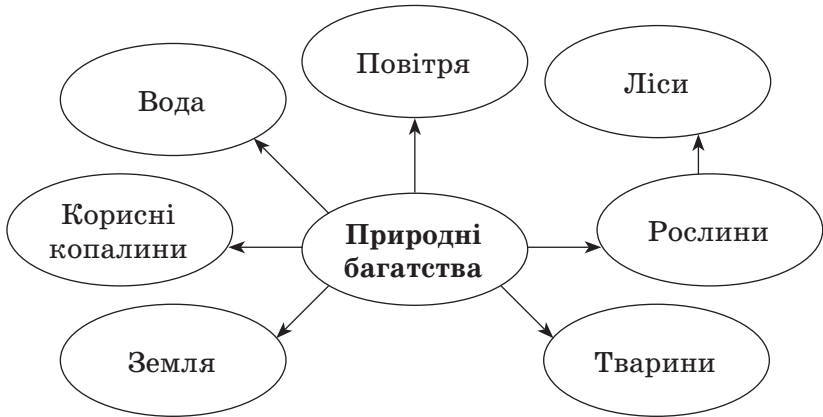 Повітря
Ліси
Вода
Корисні
копалини
Природні
багатства
Рослини
Земля
Тварини